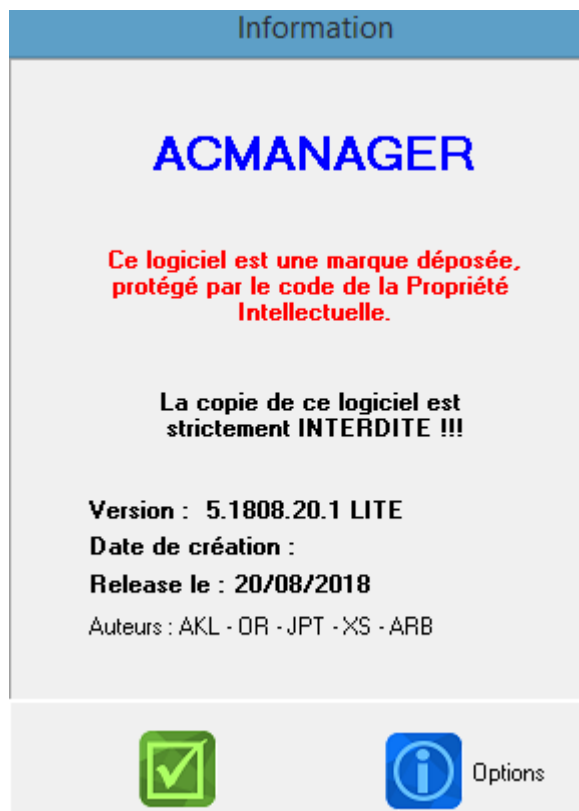 Information
ACMANAGER
Ce logiciel est une marque déposée,
protégé par le code de la Propriété
Intellectuelle.
La copie de ce logiciel est
strictement INTERDITE !!!
Version : 5.1808.20.1 LITE
Date de création :
Release le : 20/08/2018
Auteurs : AKL - OR - JPT - XS - ARB
Options